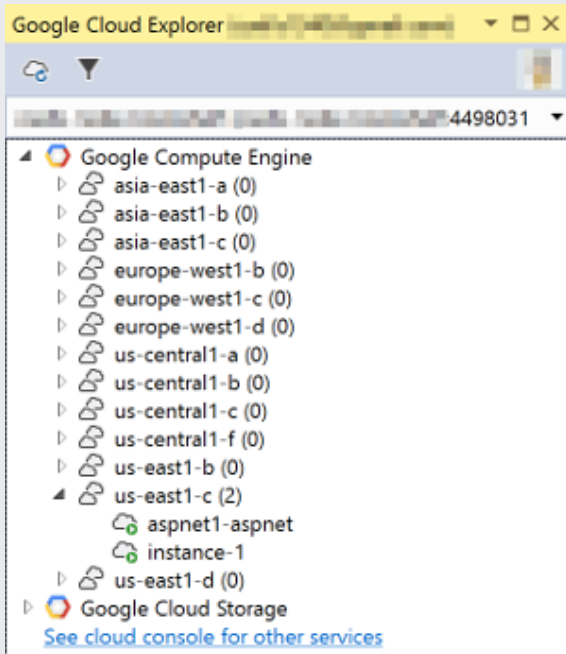 Google Cloud Explorer
4498031
Google Compute Engine
asia-east1-a (0)
asia-east1-b (0)
asia-east1-c (0)
europe-west1-b (0)
europe-west1-c (0)
europe-west1-d (0)
us-central1-a (0)
us-central1-b (0)
us-central1-c (0)
us-central1-f (0)
us-east1-b (0)
us-east1-c (2)
aspnet1-aspnet
instance-1
us-east1-d (0)
Google Cloud Storage
See cloud console for other services